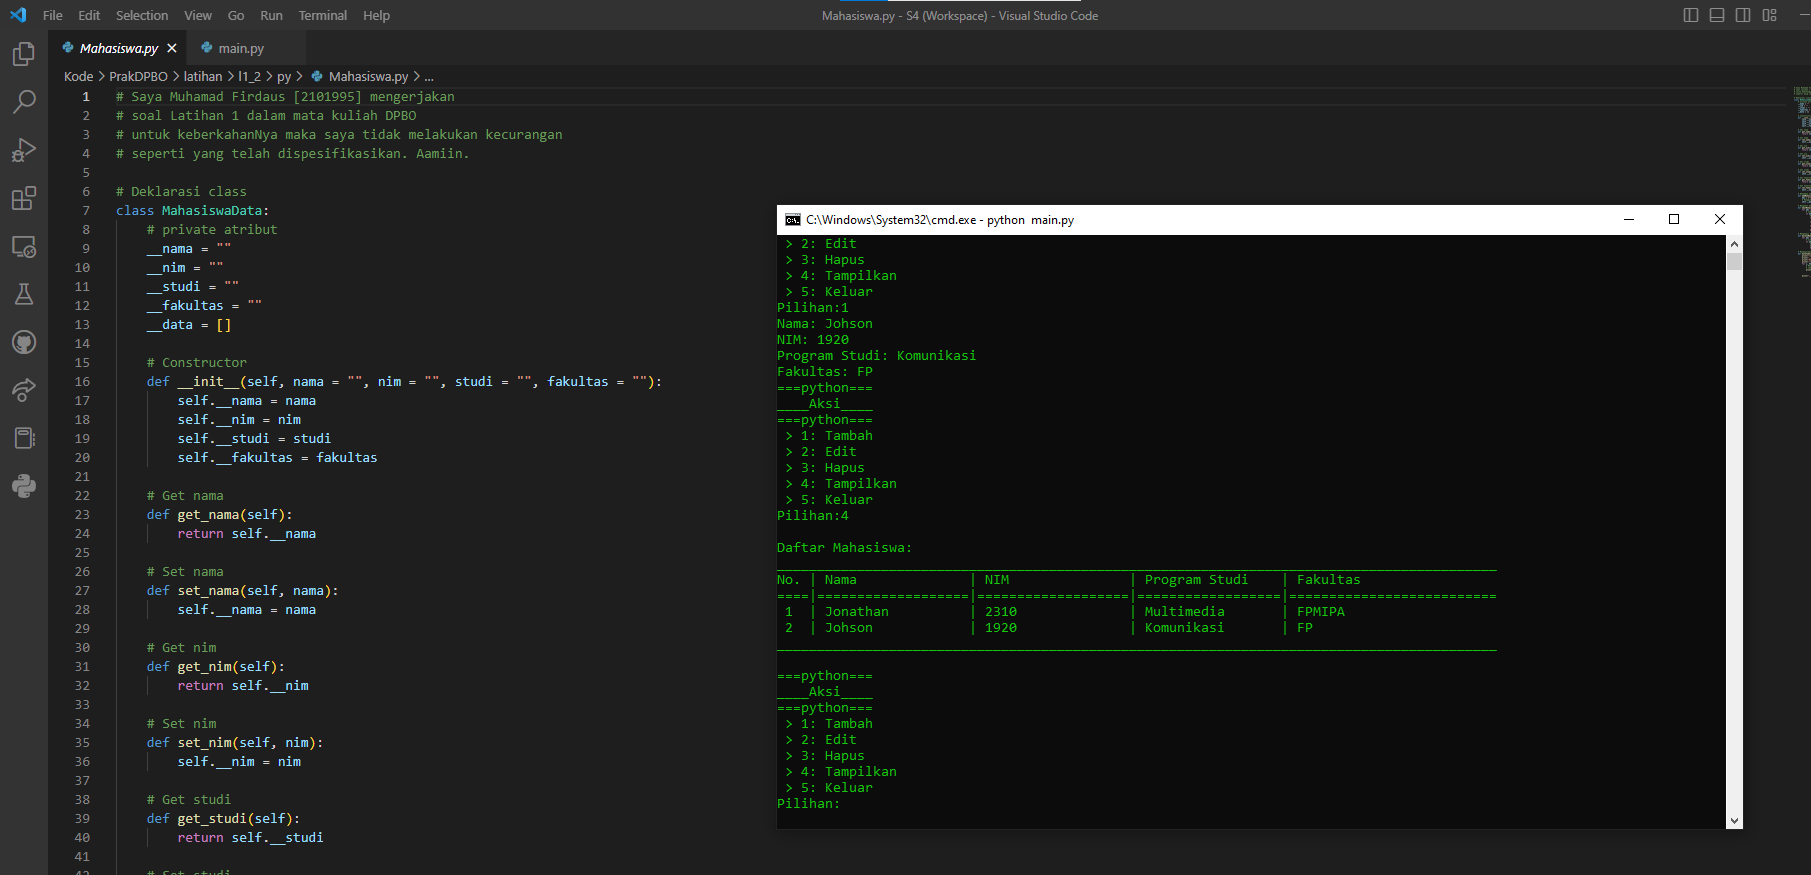 File Edit Selection View Go Run Terminal Help
Mahasiswa.py - S4 (Workspace) - Visual Studio Code
Mahasiswa.py
main.py
Kode > PrakDPBO > latihan > l1_2 > py > Mahasiswa.py > ...
1 # Saya Muhamad Firdaus [2101995] mengerjakan
2 # soal Latihan 1 dalam mata kuliah DPBO
3 # untuk keberkahanNya maka saya tidak melakukan kecurangan
4 # seperti yang telah dispesifikasikan. Aamiin.
5
6 # Deklarasi class
7 class MahasiswaData:
8     # private atribut
9     __nama = ""
10     __nim = ""
11     __studi = ""
12     __fakultas = ""
13     __data = []
14
15     # Constructor
16     def __init__(self, nama = "", nim = "", studi = "", fakultas = ""):
17         self.__nama = nama
18         self.__nim = nim
19         self.__studi = studi
20         self.__fakultas = fakultas
21
22     # Get nama
23     def get_nama(self):
24         return self.__nama
25
26     # Set nama
27     def set_nama(self, nama):
28         self.__nama = nama
29
30     # Get nim
31     def get_nim(self):
32         return self.__nim
33
34     # Set nim
35     def set_nim(self, nim):
36         self.__nim = nim
37
38     # Get studi
39     def get_studi(self):
40         return self.__studi
41
42     # Set studi
C:\Windows\System32\cmd.exe - python  main.py
 > 2: Edit
 > 3: Hapus
 > 4: Tampilkan
 > 5: Keluar
Pilihan:1
Nama: Johson
NIM: 1920
Program Studi: Komunikasi
Fakultas: FP
===python===
____Aksi____
===python===
 > 1: Tambah
 > 2: Edit
 > 3: Hapus
 > 4: Tampilkan
 > 5: Keluar
Pilihan:4
Daftar Mahasiswa:
__________________________________________________________________________________________
No. | Nama              | NIM               | Program Studi    | Fakultas
====|===================|===================|==================|==========================
 1  | Jonathan          | 2310              | Multimedia       | FPMIPA
 2  | Johson            | 1920              | Komunikasi       | FP
__________________________________________________________________________________________
===python===
____Aksi____
===python===
 > 1: Tambah
 > 2: Edit
 > 3: Hapus
 > 4: Tampilkan
 > 5: Keluar
Pilihan: